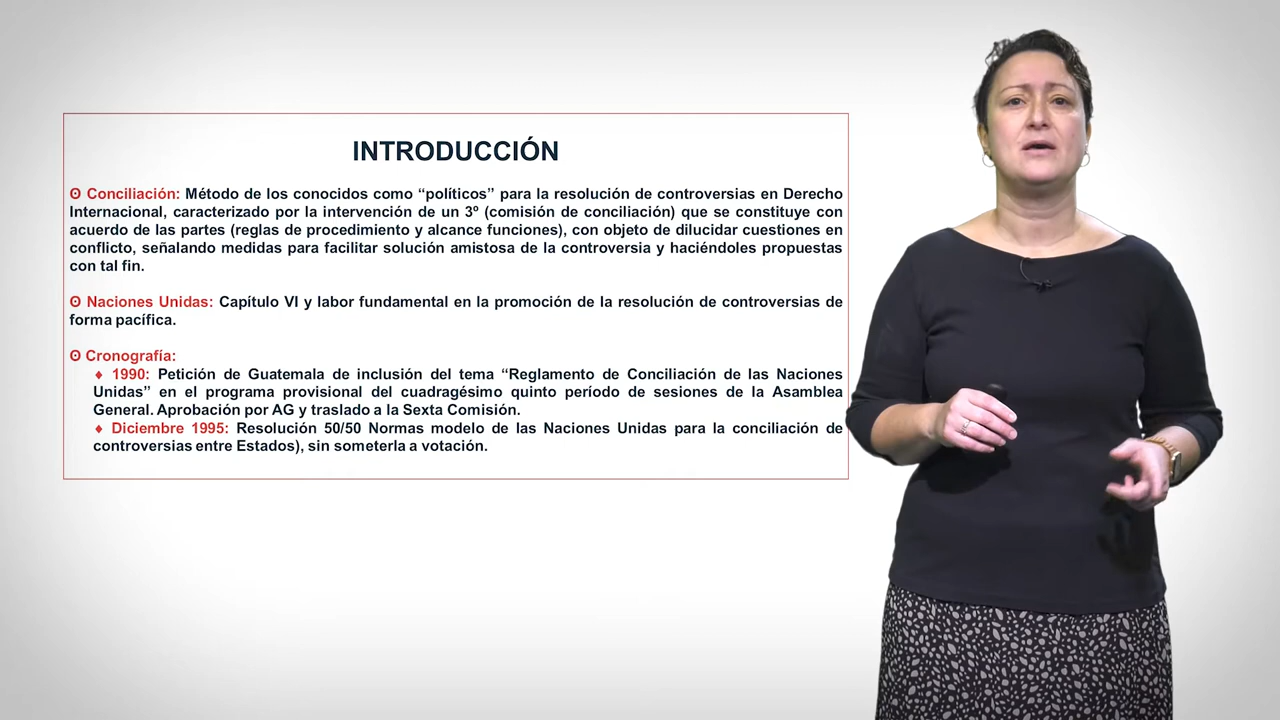 INTRODUCCIÓN
ʘ Conciliación: Método de los conocidos como “políticos” para la resolución de controversias en Derecho
Internacional, caracterizado por la intervención de un 3º (comisión de conciliación) que se constituye con
acuerdo de las partes (reglas de procedimiento y alcance funciones), con objeto de dilucidar cuestiones en
conflicto, señalando medidas para facilitar solución amistosa de la controversia y haciéndoles propuestas
con tal fin.
ʘ Naciones Unidas: Capítulo VI y labor fundamental en la promoción de la resolución de controversias de
forma pacífica.
ʘ Cronografía:
♦ 1990: Petición de Guatemala de inclusión del tema “Reglamento de Conciliación de las Naciones
Unidas” en el programa provisional del cuadragésimo quinto período de sesiones de la Asamblea
General. Aprobación por AG y traslado a la Sexta Comisión.
♦ Diciembre 1995: Resolución 50/50 Normas modelo de las Naciones Unidas para la conciliación de
controversias entre Estados), sin someterla a votación.